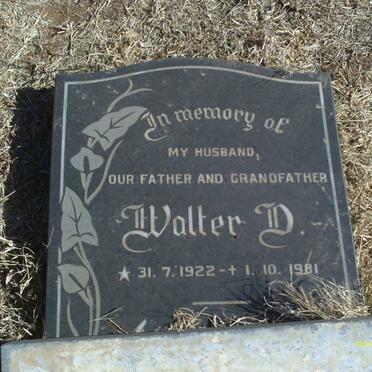 In memory of
MY HUSBAND,
OUR FATHER AND GRANDFATHER
Walter D.
★ 31.7.1922 - ✝ 1.10.1981